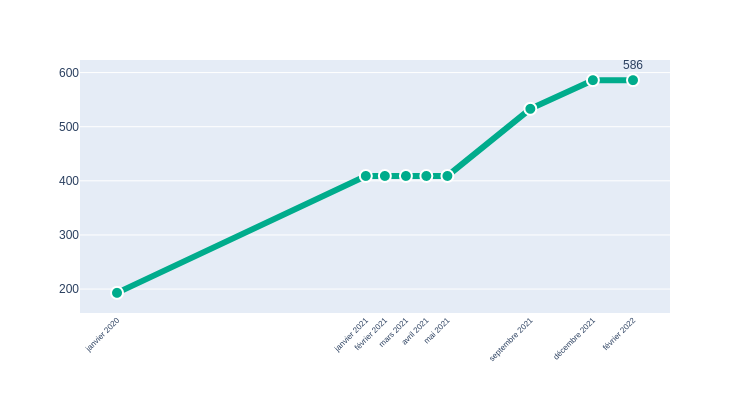 586
600
500
400
300
200
janvier 2020
janvier 2021
février 2021
mars 2021
avril 2021
mai 2021
septembre 2021
décembre 2021
février 2022